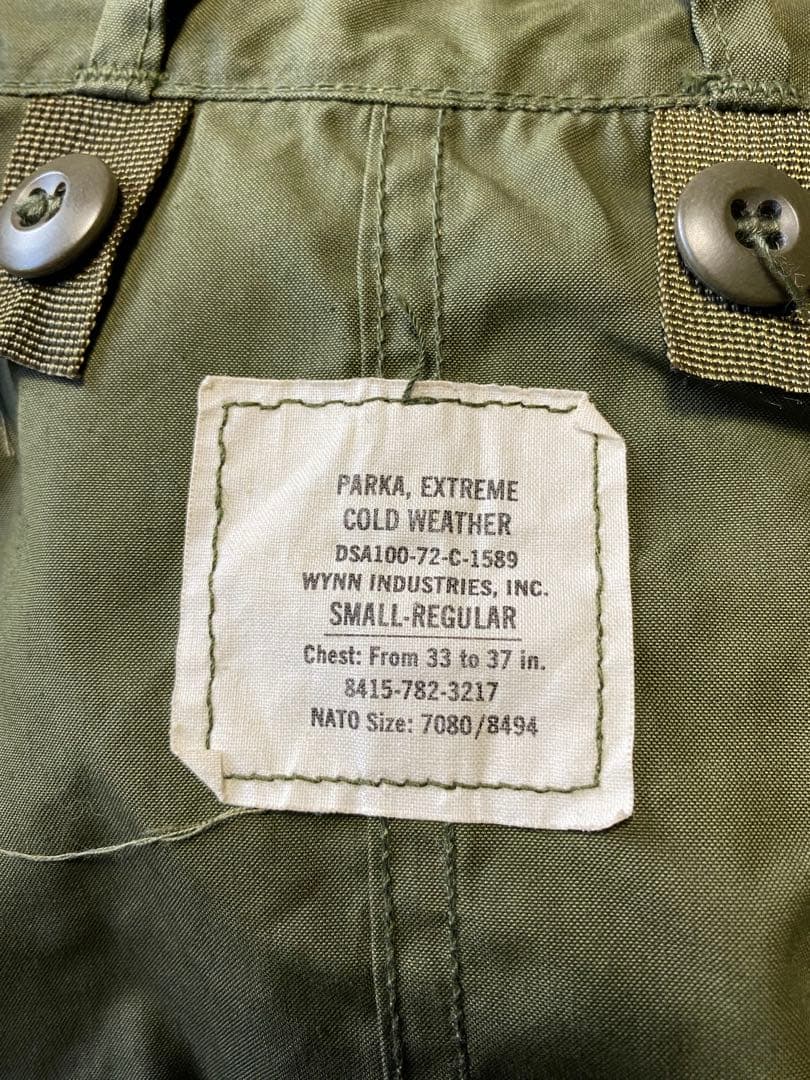 PARKA, EXTREME
COLD WEATHER
DSA100-72-C-1589
WYNN INDUSTRIES, INC.
SMALL-REGULAR
Chest: From 33 to 37 in.
8415-782-3217
NATO Size: 7080/8494